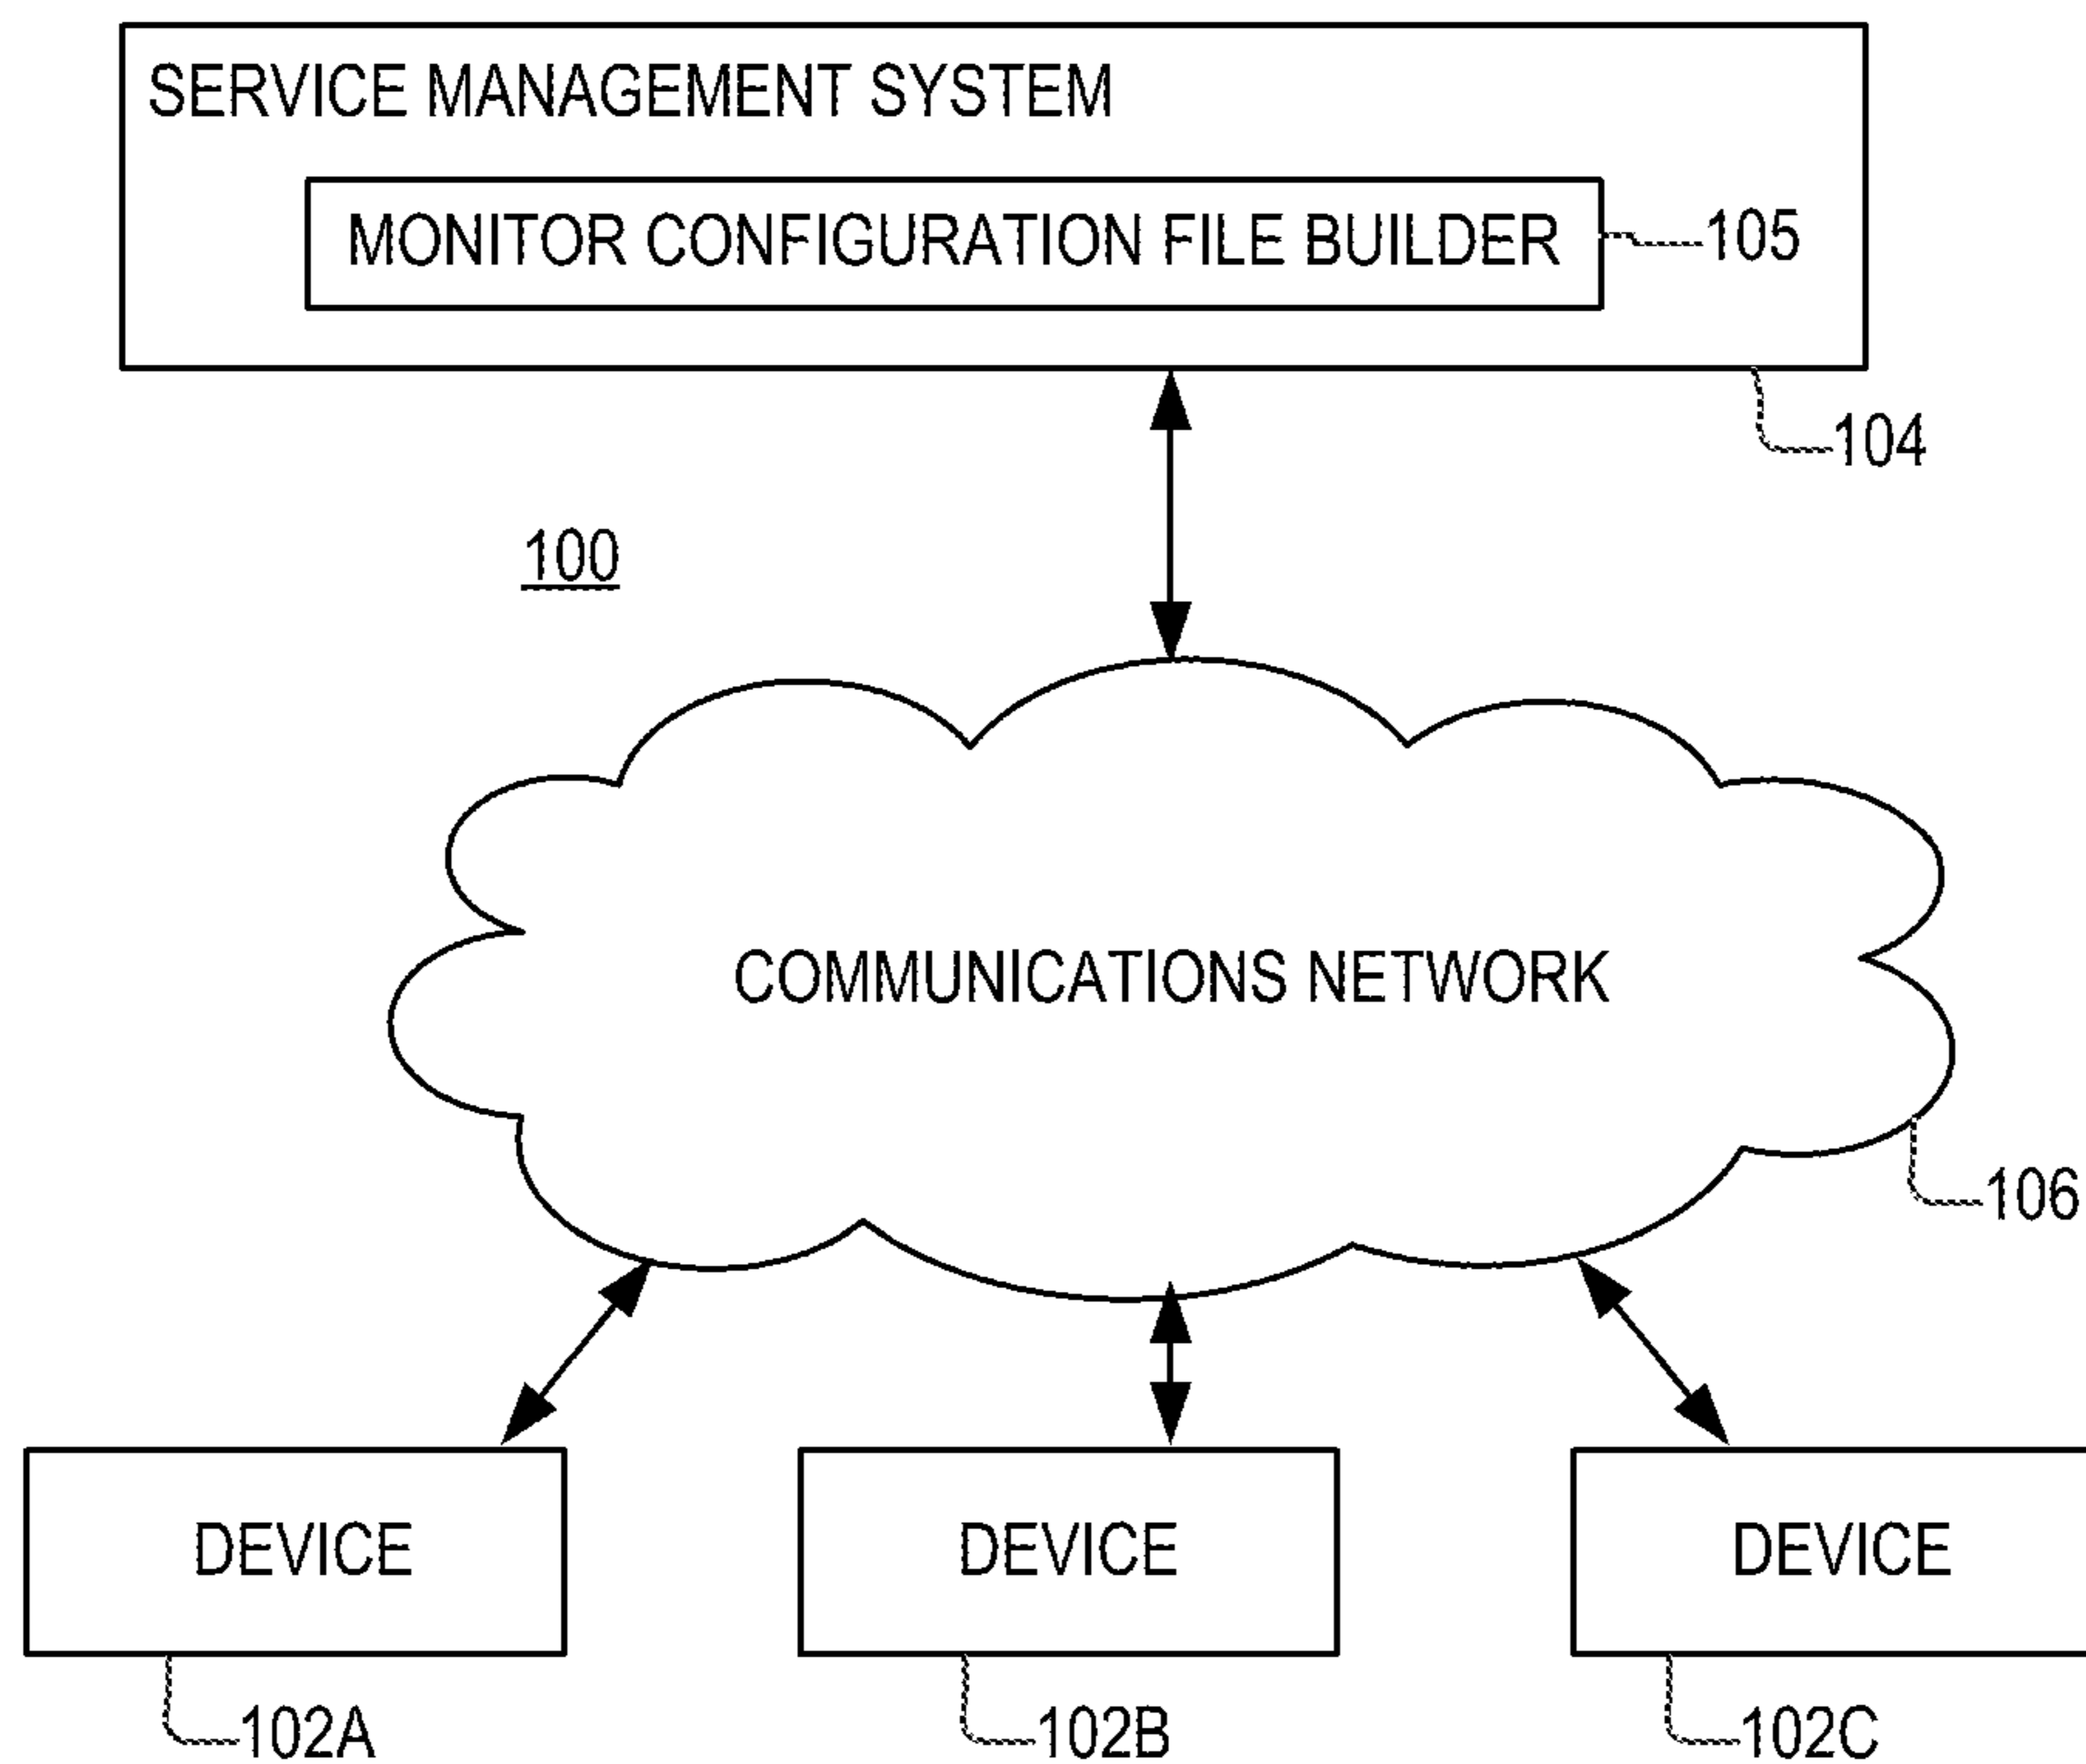 SERVICE MANAGEMENT SYSTEM
MONITOR CONFIGURATION FILE BUILDER
105
104
100
COMMUNICATIONS NETWORK
106
DEVICE
DEVICE
DEVICE
102A
102B
102C